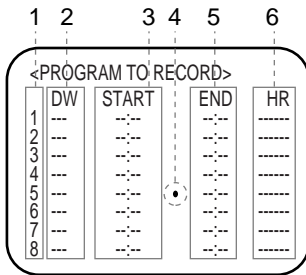 1 2 3 4 5 6
<PROGRAM TO RECORD>
DW START END HR
1 --- --:-- --:-- ------
2 --- --:-- --:-- ------
3 --- --:-- --:-- ------
4 --- --:-- --:-- ------
5 --- --:-- • --:-- ------
6 --- --:-- --:-- ------
7 --- --:-- --:-- ------
8 --- --:-- --:-- ------